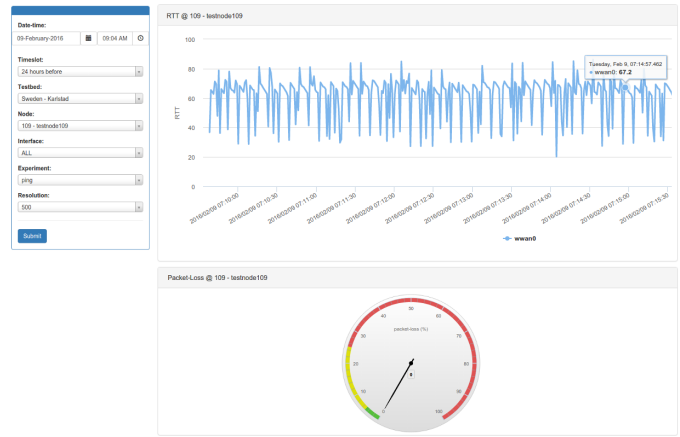 Date-time:
09-February-2016
09:04 AM
Timeslot:
24 hours before
Testbed:
Sweden - Karlstad
Node:
109 - testnode109
Interface:
ALL
Experiment:
ping
Resolution:
500
Submit
RTT @ 109 - testnode109
100
80
60
40
20
0
RTT
Tuesday, Feb 9, 07:14:57.462
wwan0: 67.2
2016/02/09 07:10:00
2016/02/09 07:10:30
2016/02/09 07:11:00
2016/02/09 07:11:30
2016/02/09 07:12:00
2016/02/09 07:12:30
2016/02/09 07:13:00
2016/02/09 07:13:30
2016/02/09 07:14:00
2016/02/09 07:14:30
2016/02/09 07:15:00
2016/02/09 07:15:30
wwan0
Packet-Loss @ 109 - testnode109
0
10
20
30
40
50
60
70
80
90
100
packet-loss (%)